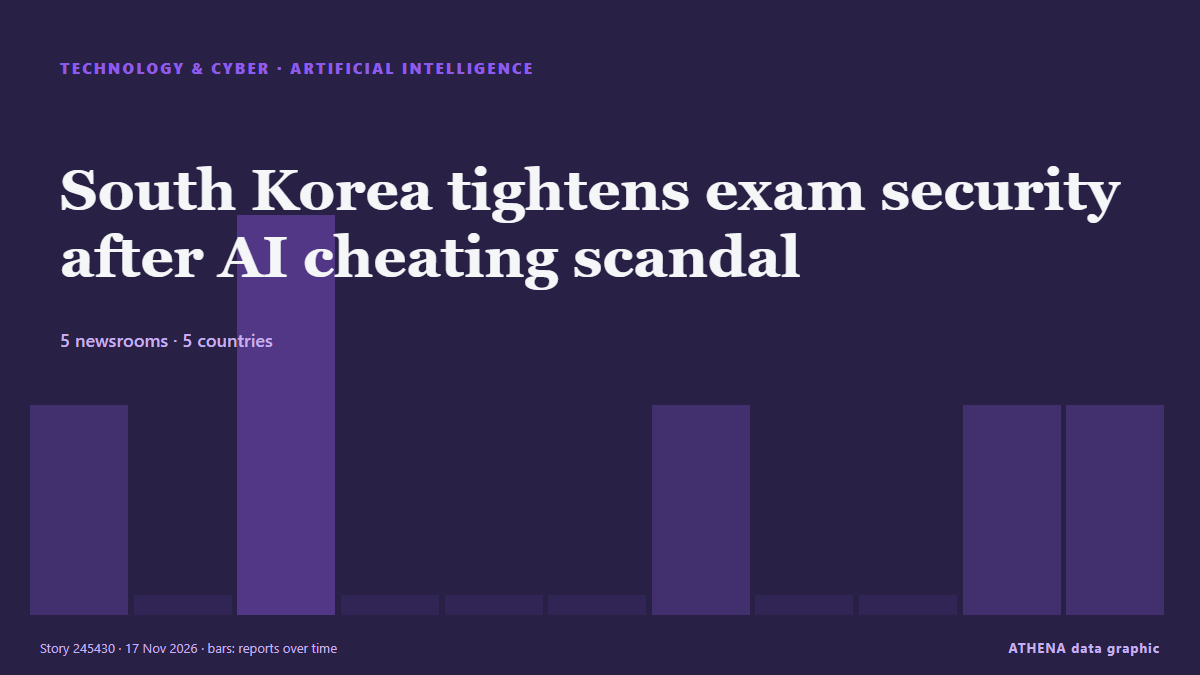 TECHNOLOGY & CYBER · ARTIFICIAL INTELLIGENCE
South Korea tightens exam security
after AI cheating scandal
5 newsrooms · 5 countries
Story 245430 · 17 Nov 2026 · bars: reports over time
ATHENA data graphic